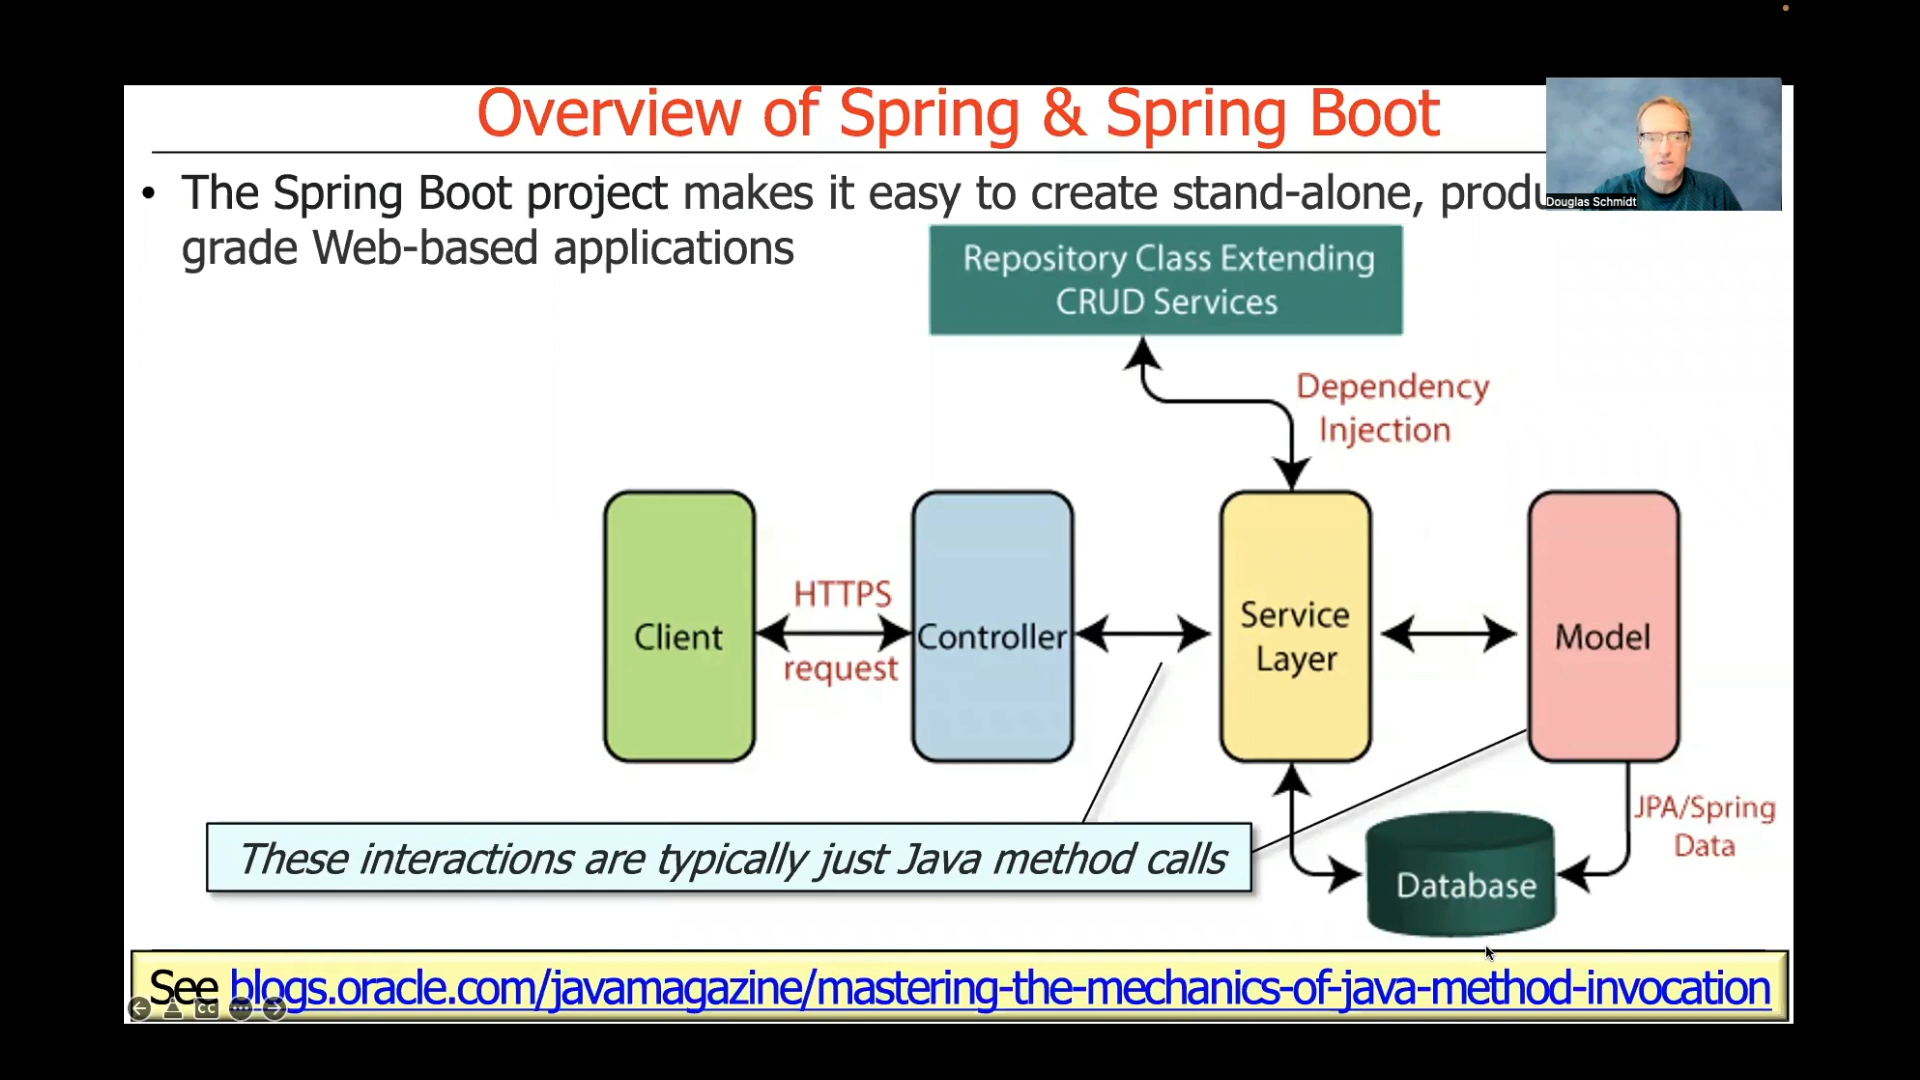 Overview of Spring & Spring Boot
Douglas Schmidt
• The Spring Boot project makes it easy to create stand-alone,
grade Web-based applications
Repository Class Extending
CRUD Services
Dependency
Injection
Client
HTTPS
request
Controller
Service
Layer
Model
These interactions are typically just Java method calls
JPA/Spring
Data
Database
See blogs.oracle.com/javamagazine/mastering-the-mechanics-of-java-method-invocation
CC